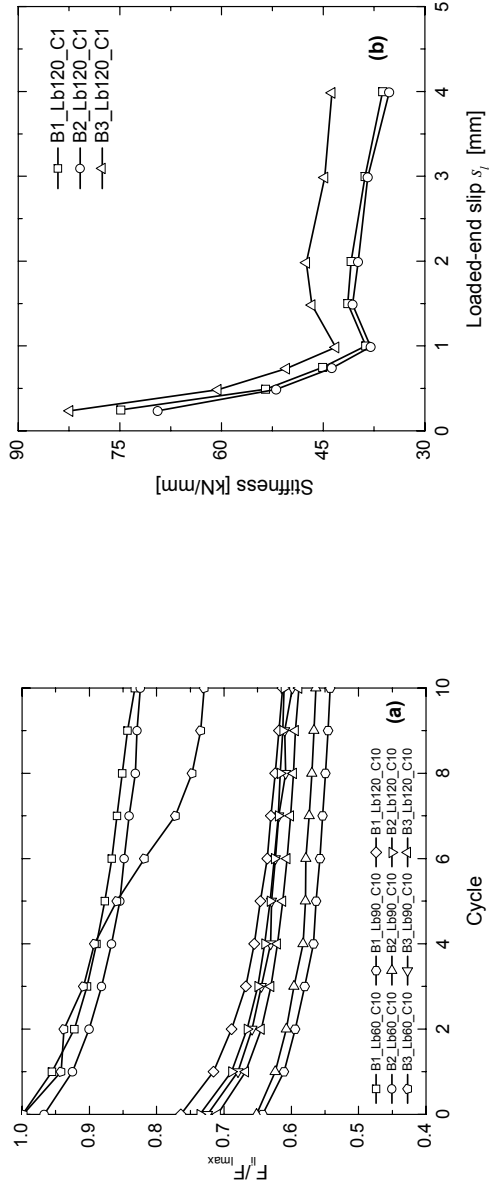 1.0
0.9
0.8
0.7
0.6
0.5
0.4
F_li/F_lmax
0 2 4 6 8 10
Cycle
(a)
B1_Lb60_C10 B1_Lb90_C10 B1_Lb120_C10
B2_Lb60_C10 B2_Lb90_C10 B2_Lb120_C10
B3_Lb60_C10 B3_Lb90_C10 B3_Lb120_C10
90
75
60
45
30
Stiffness [kN/mm]
0 1 2 3 4 5
Loaded-end slip s_l [mm]
B1_Lb120_C1
B2_Lb120_C1
B3_Lb120_C1
(b)